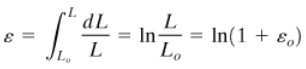 ε = ∫_{L_o}^{L} dL/L = ln L/L_o = ln(1 + ε_o)